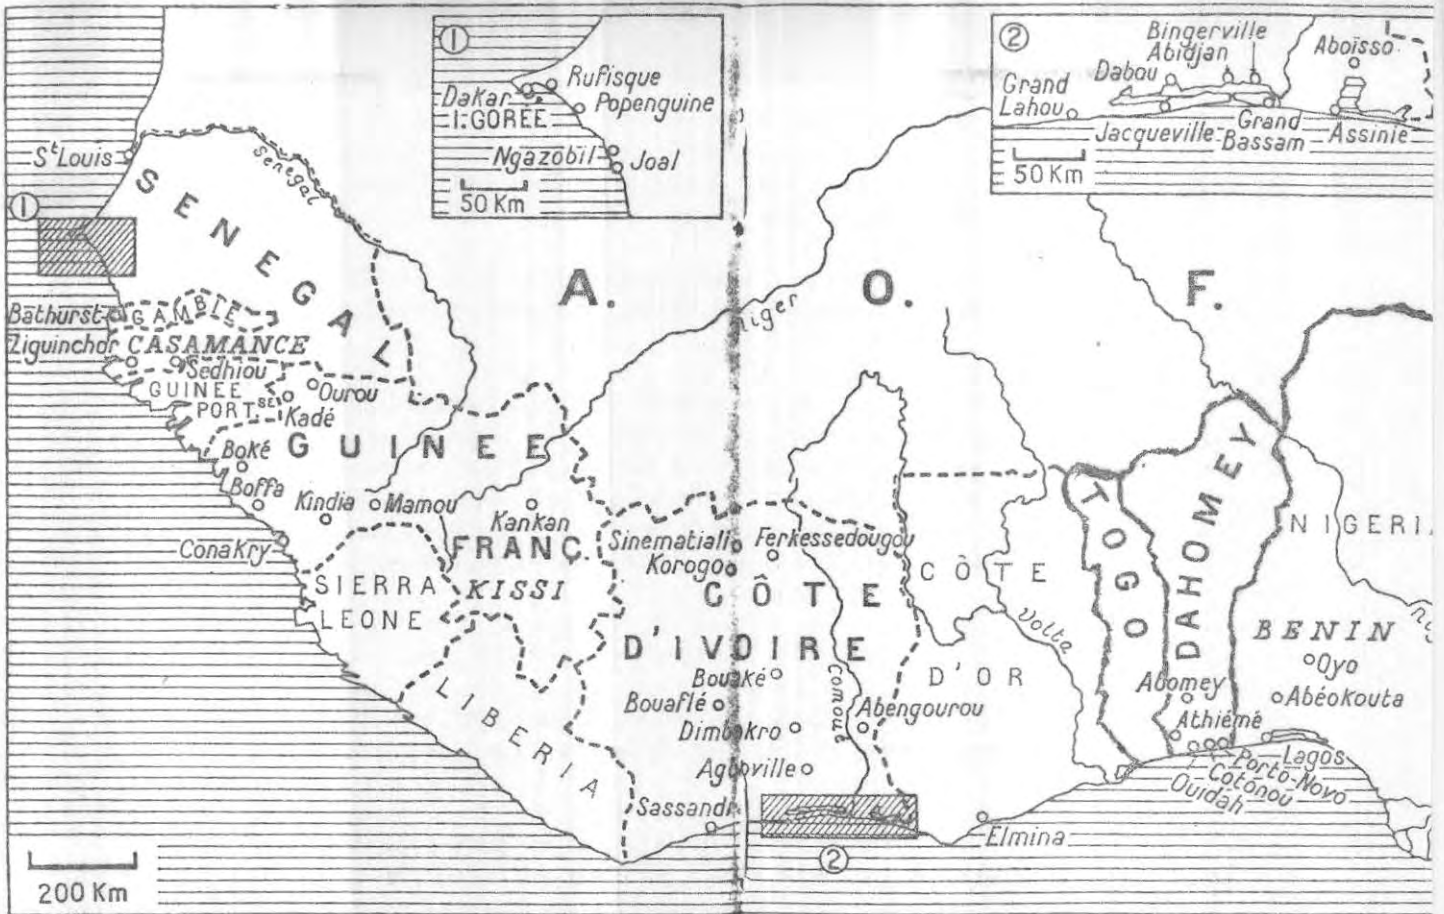 ①
Rufisque
Dakar
I. GORÉE
Popenguine
Ngazobil
Joal
50 Km
②
Bingerville
Abidjan
Aboïsso
Dabou
Grand
Lahou
Jacqueville
Grand
Bassam
Assinie
50 Km
St Louis
Senegal
①
SENEGAL
A. O. F.
Bathurst
GAMBIE
Niger
Ziguinchor
CASAMANCE
Sedhiou
GUINEE
PORTSE
Ourou
Kadé
GUINEE
Boké
Boffa
Kindia
Mamou
Kankan
Conakry
FRANÇ.
KISSI
SIERRA
LEONE
LIBERIA
Sinematiali
Ferkessedougou
Korogo
CÔTE
D'IVOIRE
Bouaké
Bouaflé
Dimbokro
Comoé
Abengourou
Agboville
Sassandr
②
CÔTE
D'OR
Volta
Elmina
TOGO
DAHOMEY
NIGERI
BENIN
Oyo
Abomey
Abéokouta
Athiémé
Lagos
Porto-Novo
Cotonou
Ouidah
200 Km